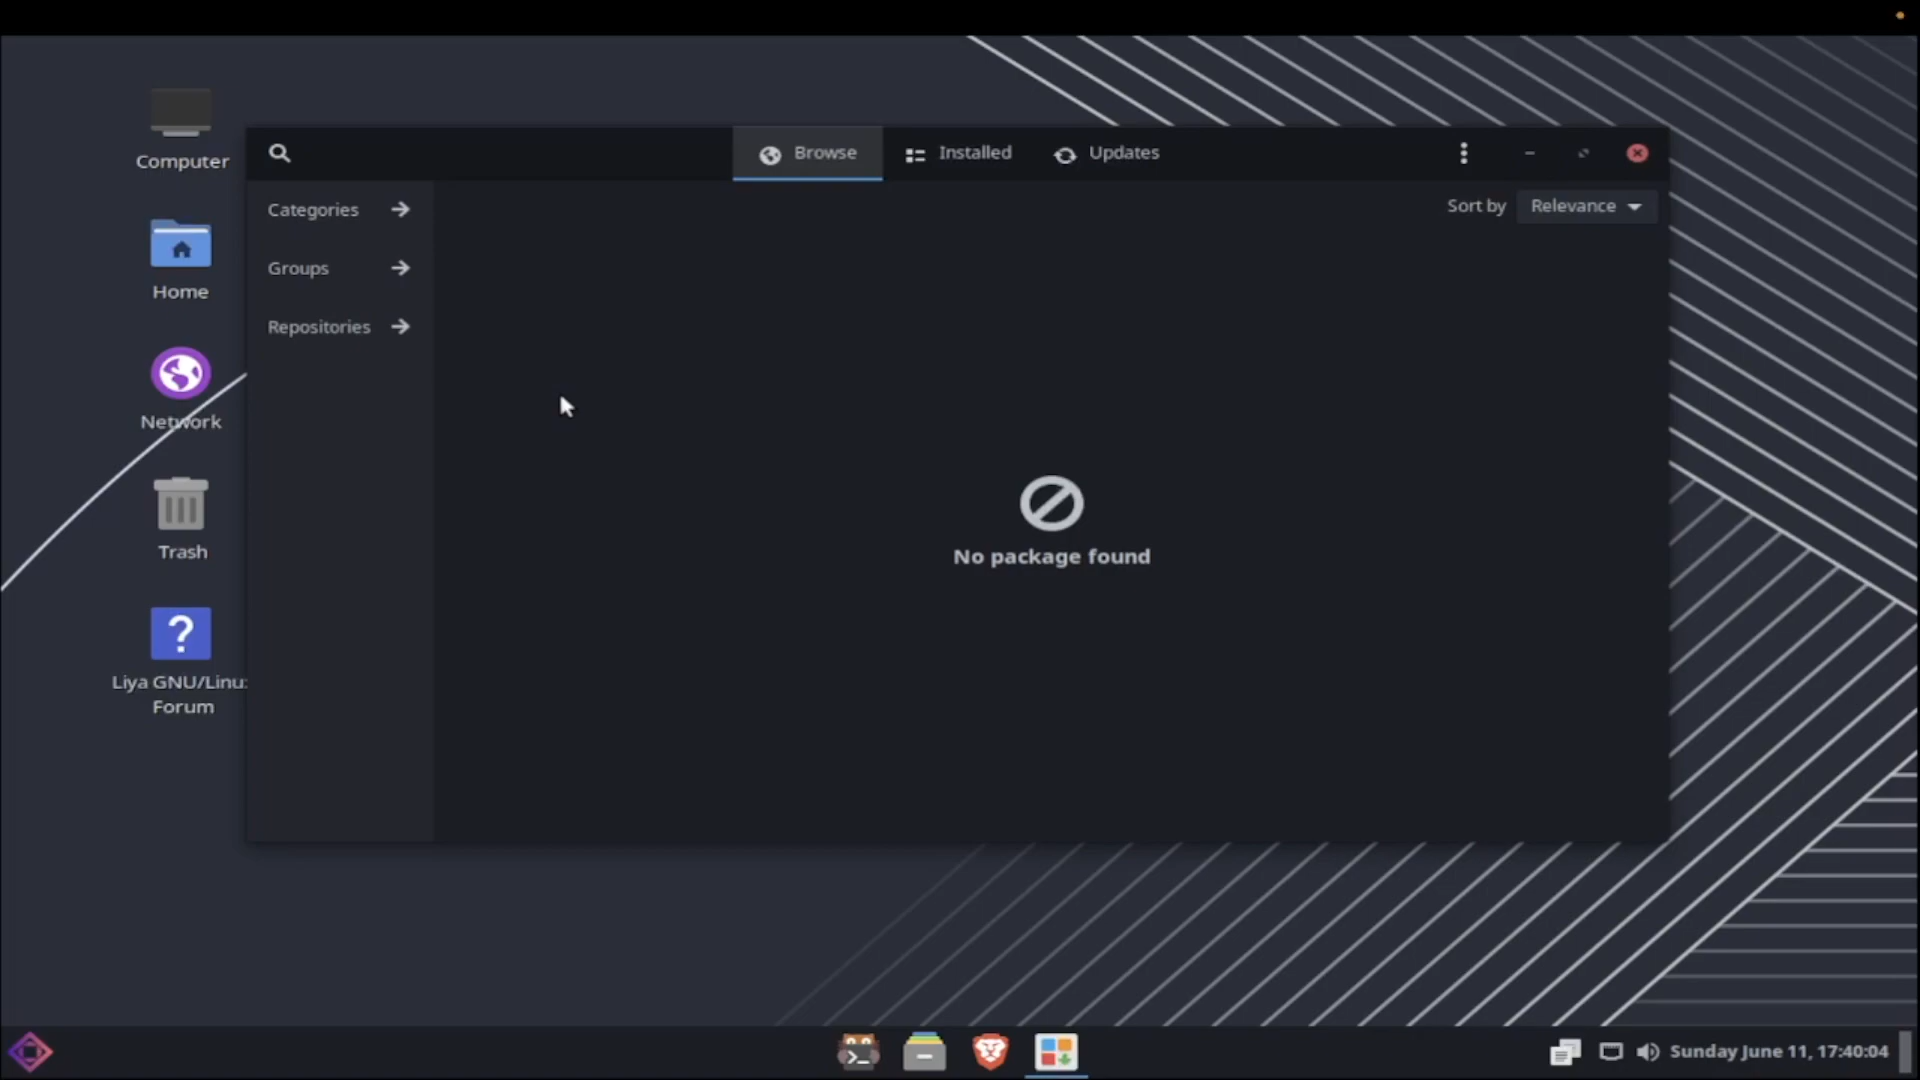 Computer
Home
Network
Trash
Liya GNU/Linu
Forum
Browse
Installed
Updates
Categories
Groups
Repositories
Sort by
Relevance
No package found
Sunday June 11, 17:40:04